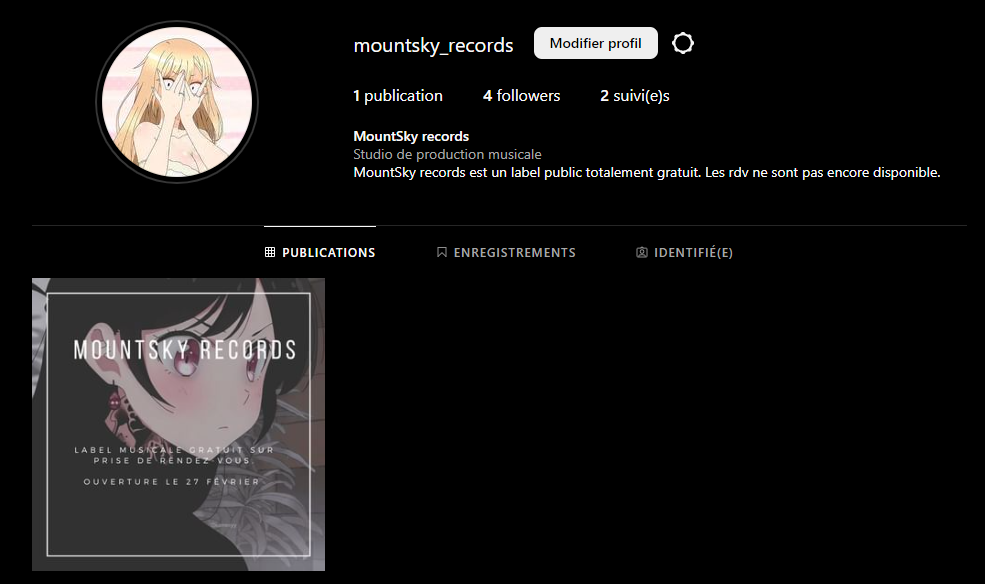 mountsky_records Modifier profil
1 publication 4 followers 2 suivi(e)s
MountSky records
Studio de production musicale
MountSky records est un label public totalement gratuit. Les rdv ne sont pas encore disponible.
PUBLICATIONS ENREGISTREMENTS IDENTIFIÉ(E)
MOUNTSKY RECORDS
LABEL MUSICALE GRATUIT SUR
PRISE DE RENDEZ VOUS.
OUVERTURE LE 27 FÉVRIER